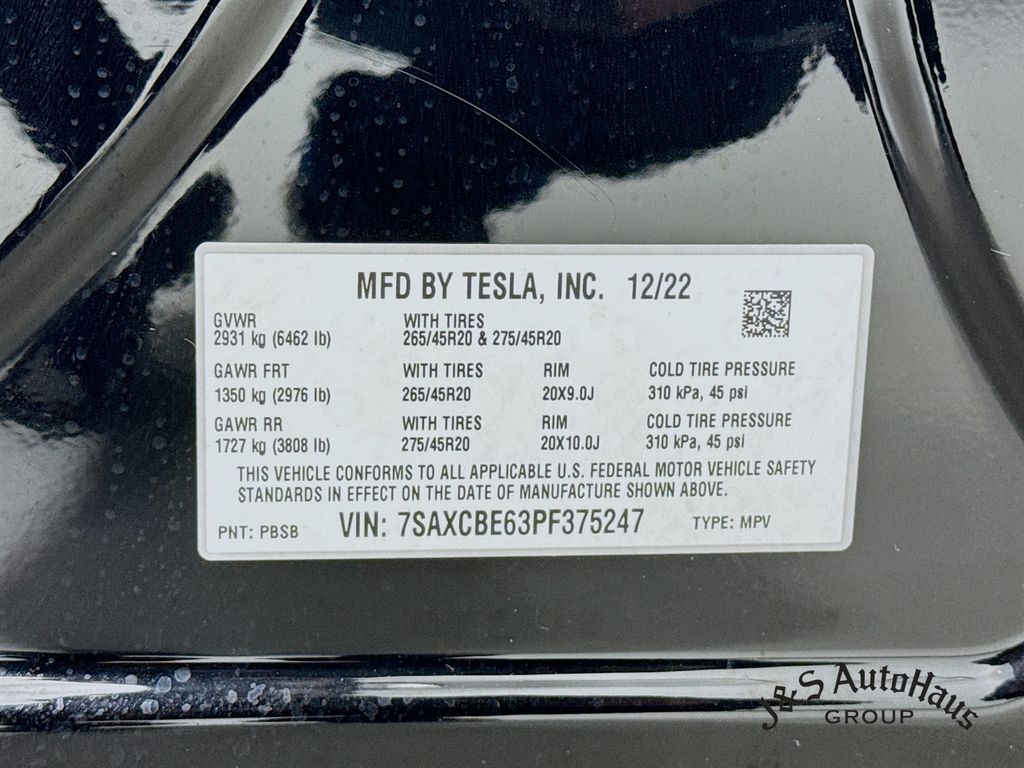 MFD BY TESLA, INC. 12/22
GVWR WITH TIRES
2931 kg (6462 lb) 265/45R20 & 275/45R20
GAWR FRT WITH TIRES RIM COLD TIRE PRESSURE
1350 kg (2976 lb) 265/45R20 20X9.0J 310 kPa, 45 psi
GAWR RR WITH TIRES RIM COLD TIRE PRESSURE
1727 kg (3808 lb) 275/45R20 20X10.0J 310 kPa, 45 psi
THIS VEHICLE CONFORMS TO ALL APPLICABLE U.S. FEDERAL MOTOR VEHICLE SAFETY
STANDARDS IN EFFECT ON THE DATE OF MANUFACTURE SHOWN ABOVE.
PNT: PBSB VIN: 7SAXCBE63PF375247 TYPE: MPV
J&S AutoHaus
GROUP